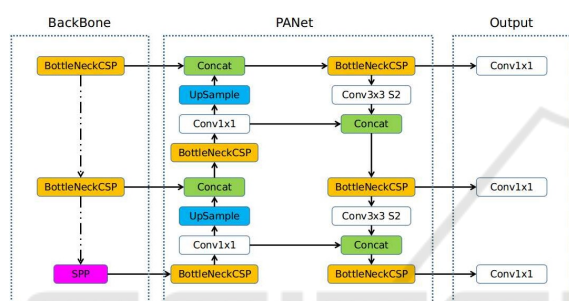 BackBone PANet Output
BottleNeckCSP Concat BottleNeckCSP Conv1x1
UpSample Conv3x3 S2
Conv1x1 Concat
BottleNeckCSP
BottleNeckCSP Concat BottleNeckCSP Conv1x1
UpSample Conv3x3 S2
Conv1x1 Concat
SPP BottleNeckCSP BottleNeckCSP Conv1x1